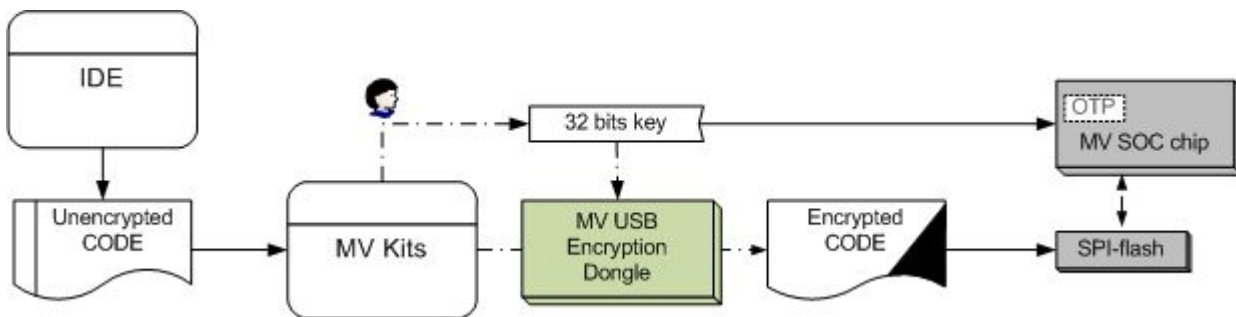 IDE
32 bits key
OTP
MV SOC chip
Unencrypted
CODE
MV Kits
MV USB
Encryption
Dongle
Encrypted
CODE
SPI-flash